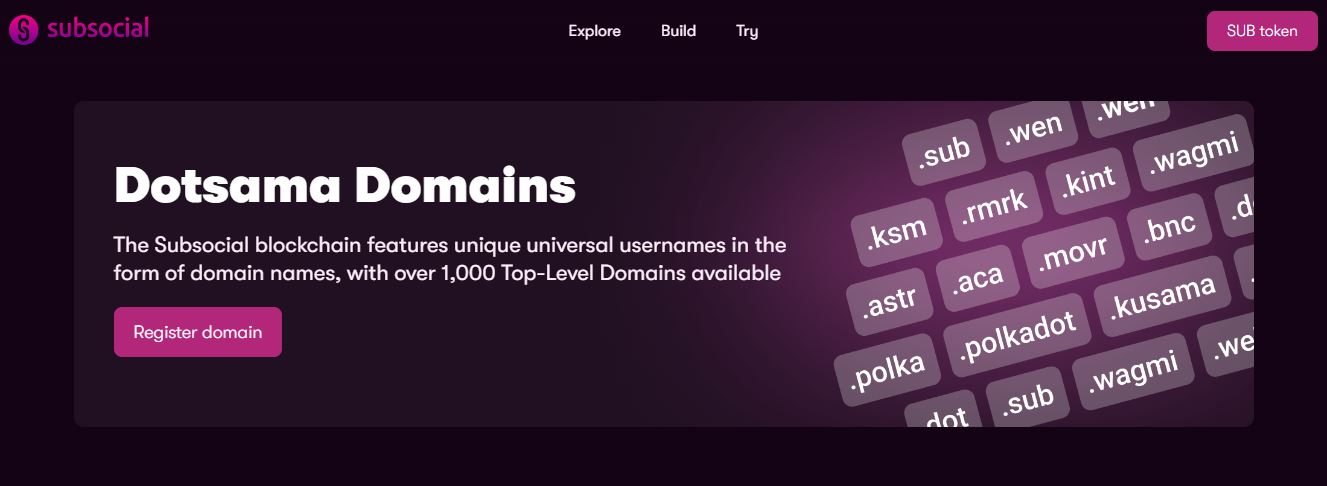 subsocial
Explore Build Try
SUB token
Dotsama Domains
The Subsocial blockchain features unique universal usernames in the
form of domain names, with over 1,000 Top-Level Domains available
Register domain
.sub .wen .wen
.ksm .rmrk .kint .wagmi
.astr .aca .movr .bnc
.polka .polkadot .kusama
.dot .sub .wagmi